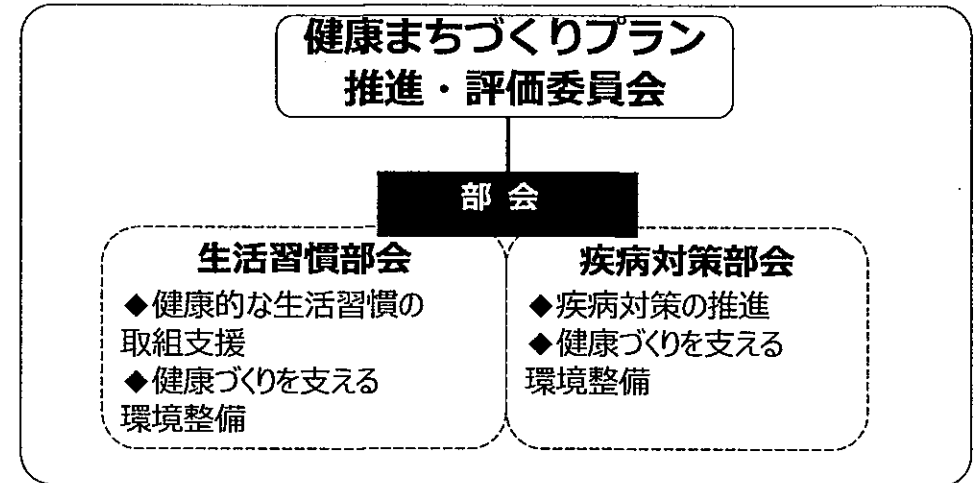 健康まちづくりプラン
推進・評価委員会
部 会
生活習慣部会
◆健康的な生活習慣の
取組支援
◆健康づくりを支える
環境整備
疾病対策部会
◆疾病対策の推進
◆健康づくりを支える
環境整備